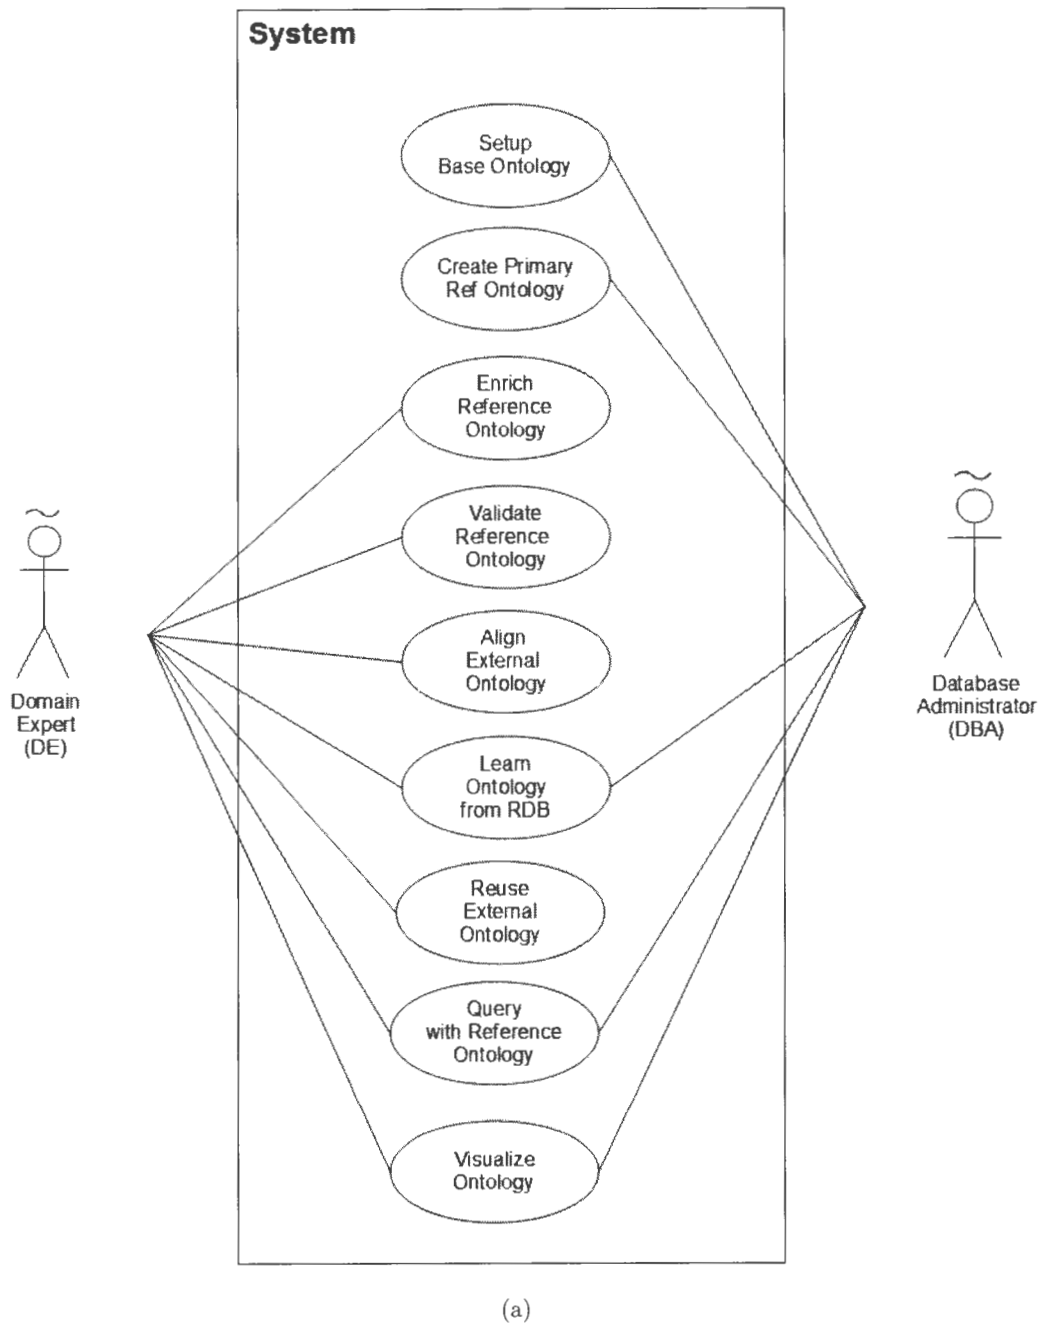 System
Setup
Base Ontology
Create Primary
Ref Ontology
Enrich
Reference
Ontology
Validate
Reference
Ontology
Align
External
Ontology
Learn
Ontology
from RDB
Reuse
External
Ontology
Query
with Reference
Ontology
Visualize
Ontology
Domain
Expert
(DE)
Database
Administrator
(DBA)
(a)